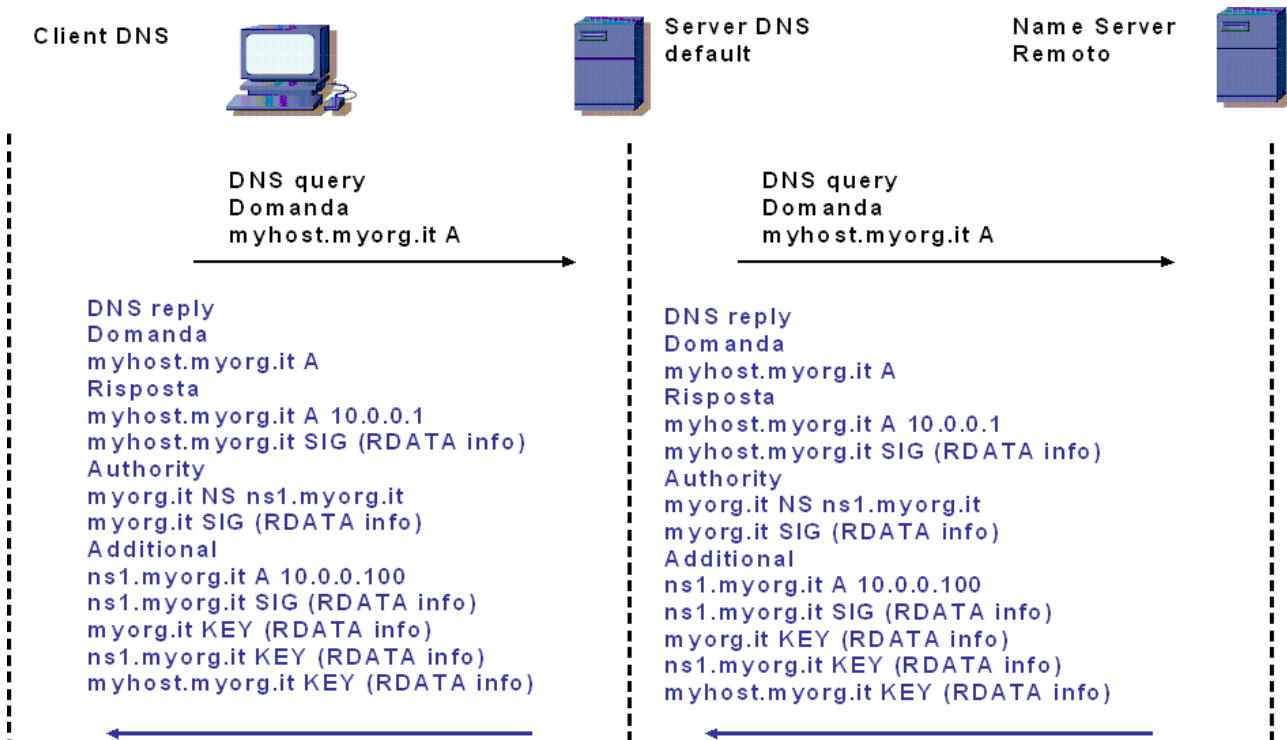 Client DNS
Server DNS
default
Name Server
Remoto
DNS query
Domanda
myhost.myorg.it A
DNS query
Domanda
myhost.myorg.it A
DNS reply
Domanda
myhost.myorg.it A
Risposta
myhost.myorg.it A 10.0.0.1
myhost.myorg.it SIG (RDATA info)
Authority
myorg.it NS ns1.myorg.it
myorg.it SIG (RDATA info)
Additional
ns1.myorg.it A 10.0.0.100
ns1.myorg.it SIG (RDATA info)
myorg.it KEY (RDATA info)
ns1.myorg.it KEY (RDATA info)
myhost.myorg.it KEY (RDATA info)
DNS reply
Domanda
myhost.myorg.it A
Risposta
myhost.myorg.it A 10.0.0.1
myhost.myorg.it SIG (RDATA info)
Authority
myorg.it NS ns1.myorg.it
myorg.it SIG (RDATA info)
Additional
ns1.myorg.it A 10.0.0.100
ns1.myorg.it SIG (RDATA info)
myorg.it KEY (RDATA info)
ns1.myorg.it KEY (RDATA info)
myhost.myorg.it KEY (RDATA info)